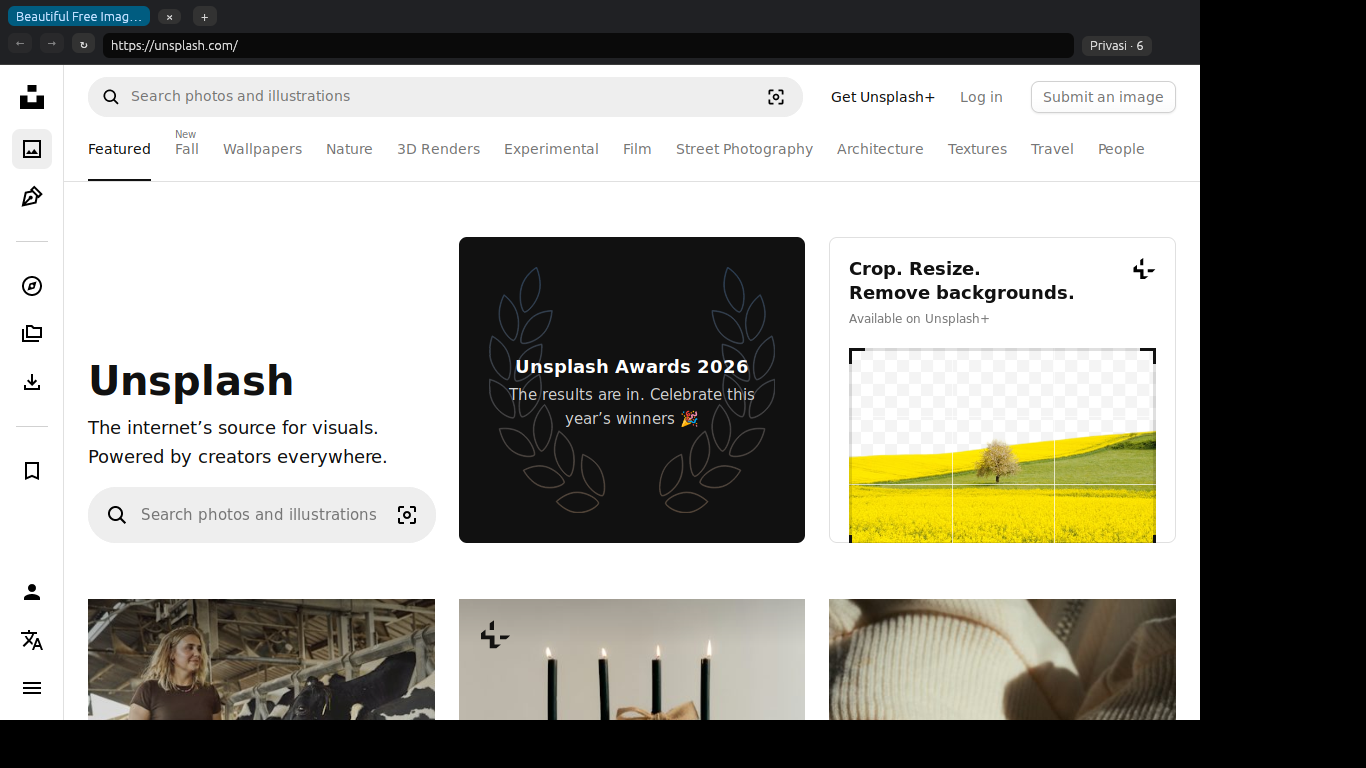 Beautiful Free Imag...
https://unsplash.com/
Privasi · 6
Search photos and illustrations
Get Unsplash+
Log in
Submit an image
Featured
New
Fall
Wallpapers
Nature
3D Renders
Experimental
Film
Street Photography
Architecture
Textures
Travel
People
Unsplash
The internet’s source for visuals.
Powered by creators everywhere.
Search photos and illustrations
Unsplash Awards 2026
The results are in. Celebrate this
year’s winners 🎉
Crop. Resize.
Remove backgrounds.
Available on Unsplash+